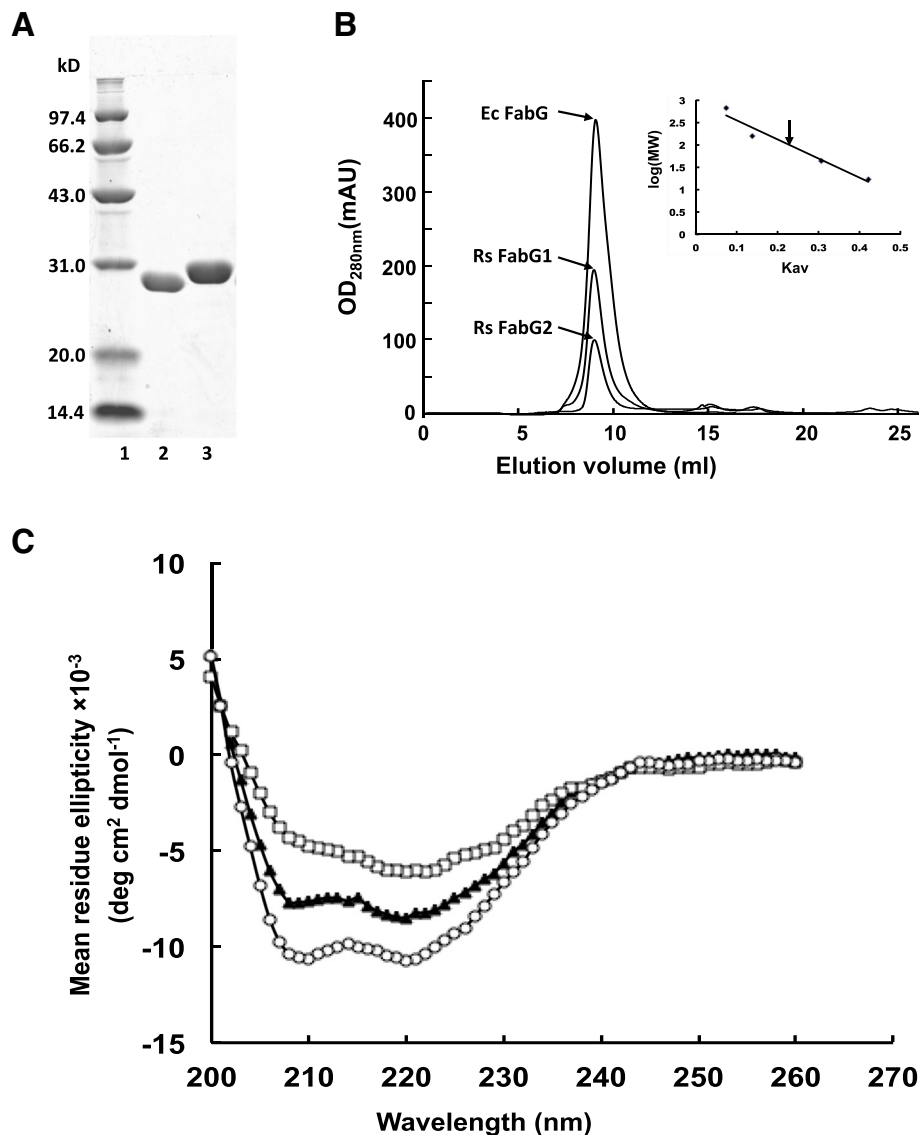 A
kD
97.4
66.2
43.0
31.0
20.0
14.4
1 2 3
B
OD280nm(mAU)
400
300
200
100
0
0 5 10 15 20 25
Elution volume (ml)
Ec FabG
Rs FabG1
Rs FabG2
log(MW)
3
2.5
2
1.5
1
0.5
0
0 0.1 0.2 0.3 0.4 0.5
Kav
C
Mean residue ellipticity ×10-3
(deg cm2 dmol-1)
10
5
0
-5
-10
-15
200 210 220 230 240 250 260 270
Wavelength (nm)